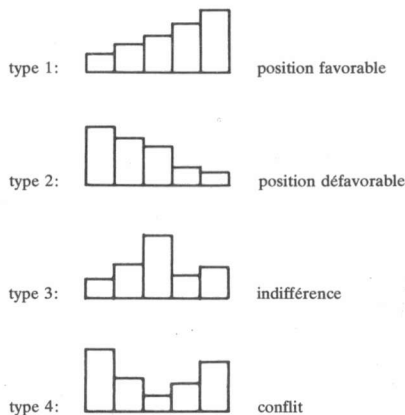 type 1: position favorable
type 2: position défavorable
type 3: indifférence
type 4: conflit